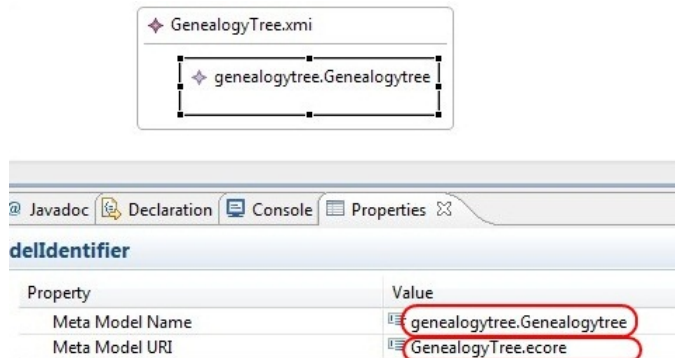 GenealogyTree.xmi
genealogytree.Genealogytree
@ Javadoc Declaration Console Properties
delIdentifier
Property Value
Meta Model Name genealogytree.Genealogytree
Meta Model URI GenealogyTree.ecore